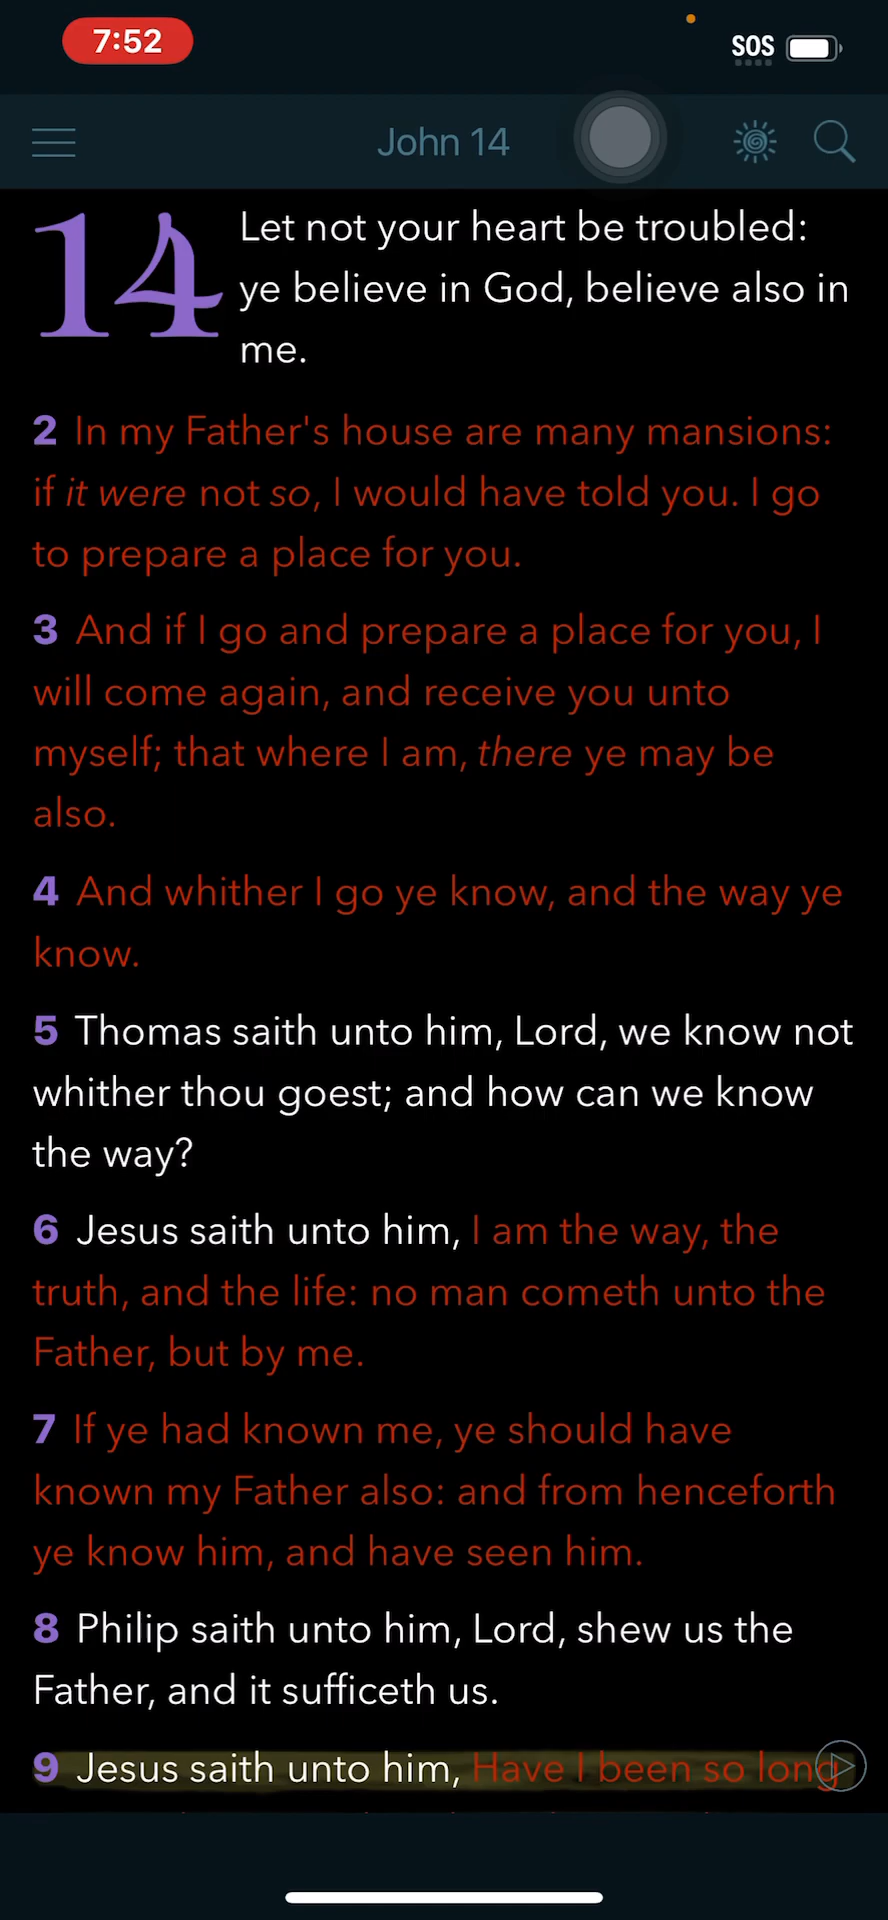 7:52
SOS
John 14
14 Let not your heart be troubled:
ye believe in God, believe also in
me.
2 In my Father's house are many mansions:
if it were not so, I would have told you. I go
to prepare a place for you.
3 And if I go and prepare a place for you, I
will come again, and receive you unto
myself; that where I am, there ye may be
also.
4 And whither I go ye know, and the way ye
know.
5 Thomas saith unto him, Lord, we know not
whither thou goest; and how can we know
the way?
6 Jesus saith unto him, I am the way, the
truth, and the life: no man cometh unto the
Father, but by me.
7 If ye had known me, ye should have
known my Father also: and from henceforth
ye know him, and have seen him.
8 Philip saith unto him, Lord, shew us the
Father, and it sufficeth us.
9 Jesus saith unto him, Have I been so long